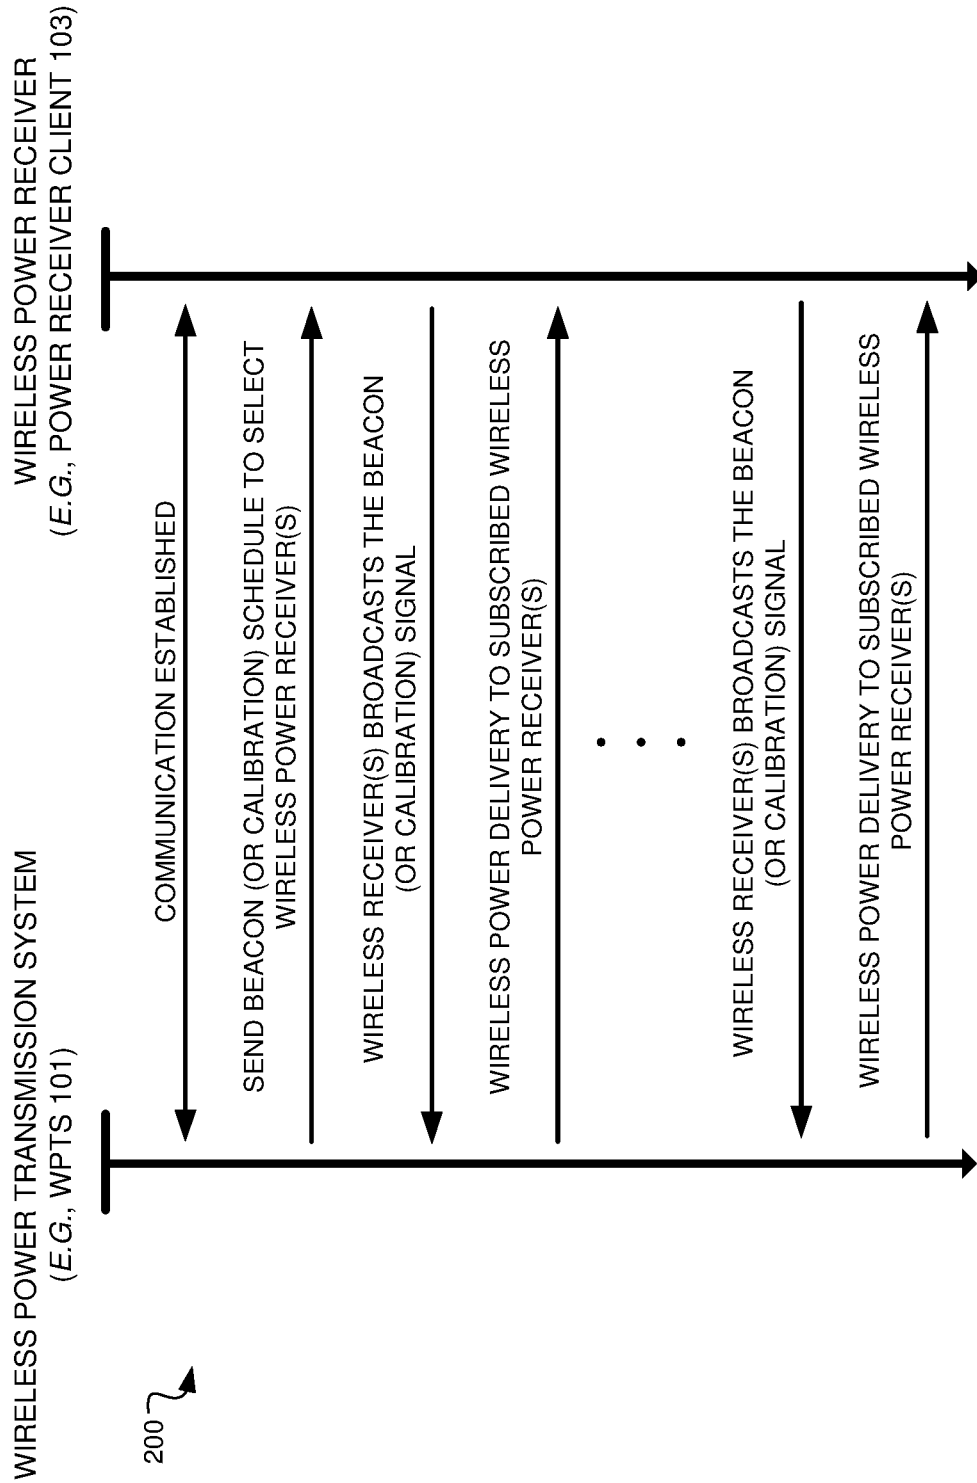 WIRELESS POWER TRANSMISSION SYSTEM
(E.G., WPTS 101)
WIRELESS POWER RECEIVER
(E.G., POWER RECEIVER CLIENT 103)
200
COMMUNICATION ESTABLISHED
SEND BEACON (OR CALIBRATION) SCHEDULE TO SELECT
WIRELESS POWER RECEIVER(S)
WIRELESS RECEIVER(S) BROADCASTS THE BEACON
(OR CALIBRATION) SIGNAL
WIRELESS POWER DELIVERY TO SUBSCRIBED WIRELESS
POWER RECEIVER(S)
WIRELESS RECEIVER(S) BROADCASTS THE BEACON
(OR CALIBRATION) SIGNAL
WIRELESS POWER DELIVERY TO SUBSCRIBED WIRELESS
POWER RECEIVER(S)